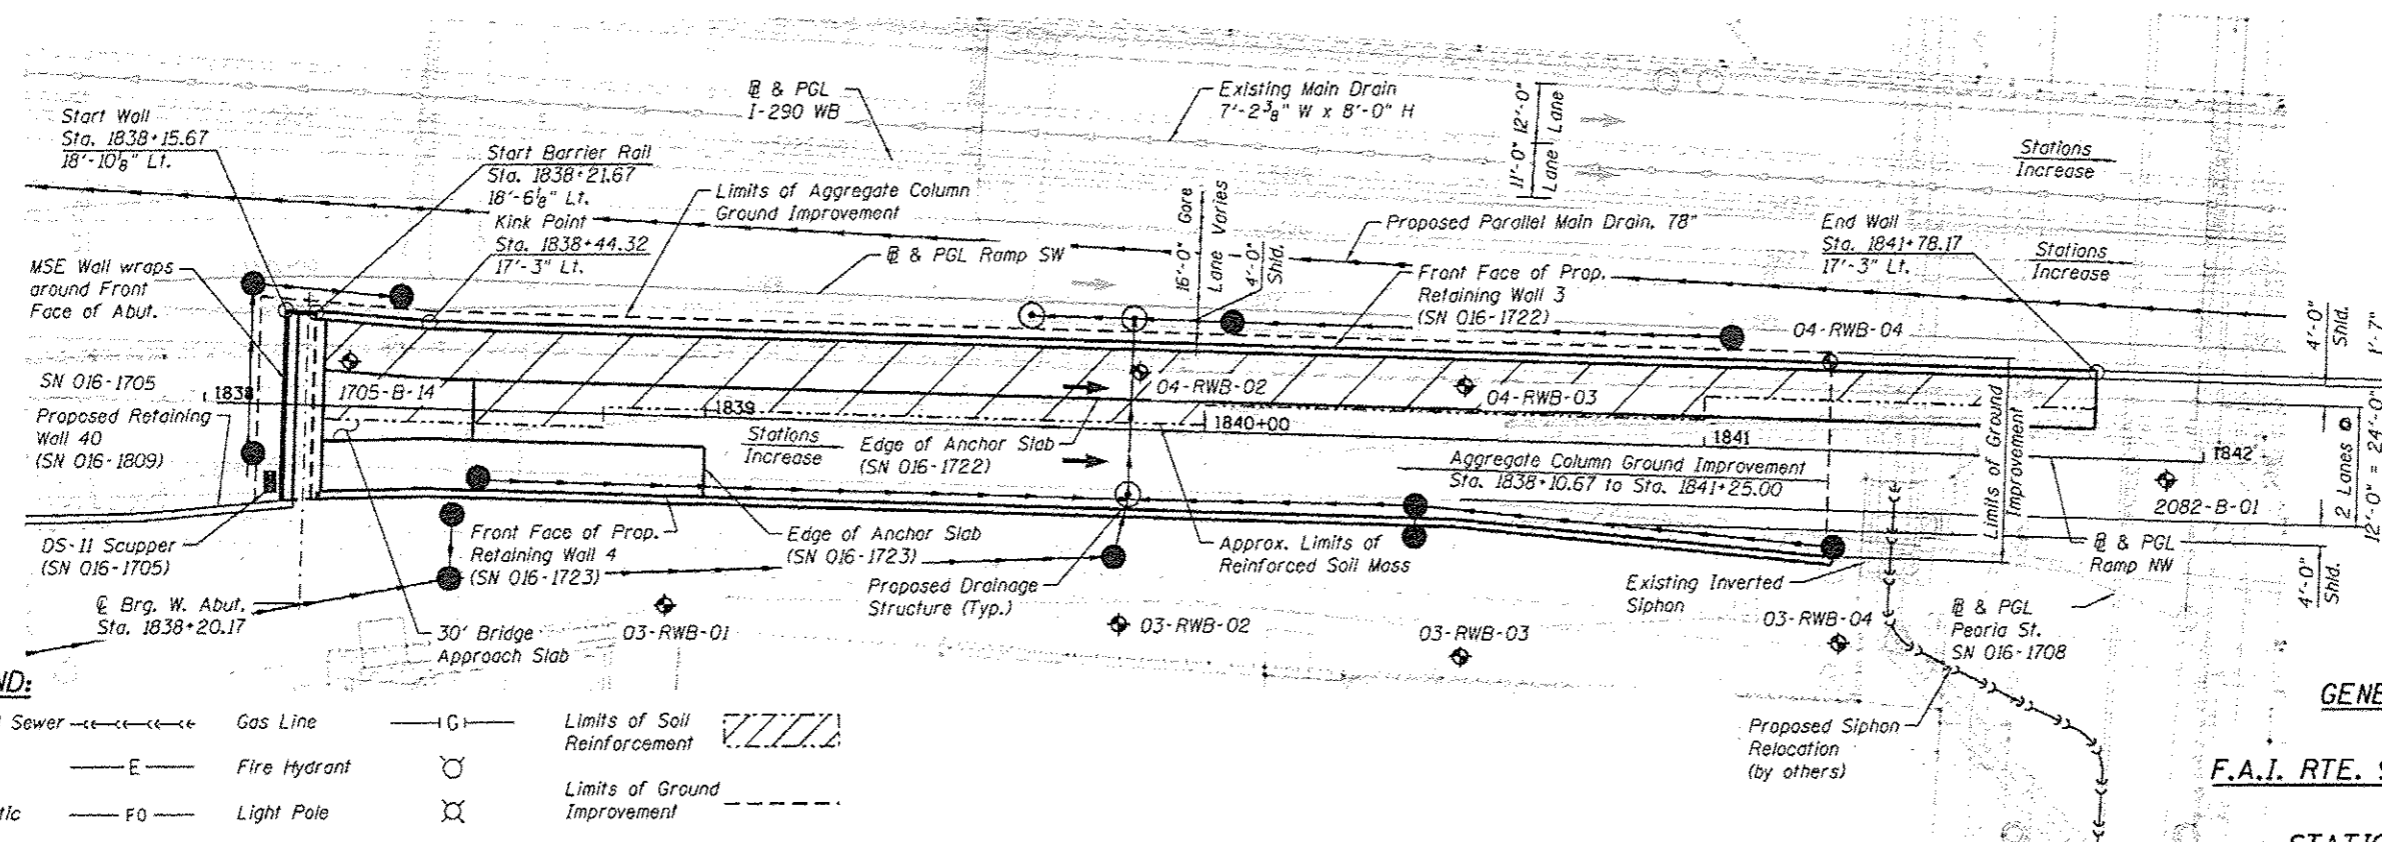 Start Wall
Sta. 1838+15.67
18'-10⅛" Lt.
℄ & PGL
I-290 WB
Existing Main Drain
7'-2⅜" W x 8'-0" H
11'-0" Lane
12'-0" Lane
Stations
Increase
Start Barrier Rail
Sta. 1838+21.67
18'-6⅛" Lt.
Kink Point
Sta. 1838+44.32
17'-3" Lt.
Limits of Aggregate Column
Ground Improvement
℄ & PGL Ramp SW
16'-0" Gore
Lane Varies
4'-0"
Shld.
Proposed Parallel Main Drain, 78"
Front Face of Prop.
Retaining Wall 3
(SN 016-1722)
End Wall
Sta. 1841+78.17
17'-3" Lt.
Stations
Increase
MSE Wall wraps
around Front
Face of Abut.
04-RWB-04
4'-0"
Shld.
1'-7"
SN 016-1705
Proposed Retaining
Wall 40
(SN 016-1809)
1838
1705-B-14
1839
Stations
Increase
Edge of Anchor Slab
(SN 016-1722)
04-RWB-02
04-RWB-03
1840+00
1841
1842
Aggregate Column Ground Improvement
Sta. 1838+10.67 to Sta. 1841+25.00
Limits of Ground
Improvement
2082-B-01
2 Lanes @
12'-0" = 24'-0"
4'-0"
Shld.
DS-11 Scupper
(SN 016-1705)
Front Face of Prop.
Retaining Wall 4
(SN 016-1723)
Edge of Anchor Slab
(SN 016-1723)
Proposed Drainage
Structure (Typ.)
Approx. Limits of
Reinforced Soil Mass
Existing Inverted
Siphon
℄ & PGL
Ramp NW
℄ Brg. W. Abut.
Sta. 1838+20.17
30' Bridge
Approach Slab
03-RWB-01
03-RWB-02
03-RWB-03
03-RWB-04
℄ & PGL
Peoria St.
SN 016-1708
Proposed Siphon
Relocation
(by others)
ND:
Sewer
Gas Line
G
Limits of Soil
Reinforcement
E
Fire Hydrant
tic
FO
Light Pole
Limits of Ground
Improvement
GENE
F.A.I. RTE. 9
STATIO